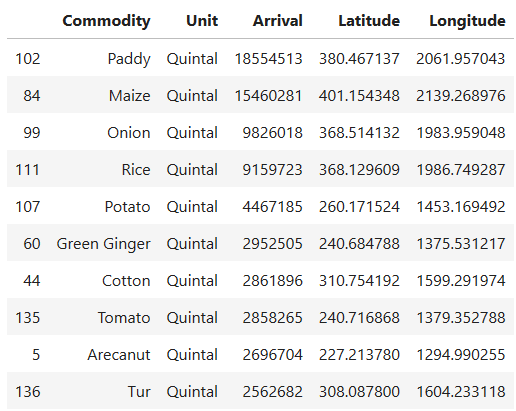 Commodity Unit Arrival Latitude Longitude
102 Paddy Quintal 18554513 380.467137 2061.957043
84 Maize Quintal 15460281 401.154348 2139.268976
99 Onion Quintal 9826018 368.514132 1983.959048
111 Rice Quintal 9159723 368.129609 1986.749287
107 Potato Quintal 4467185 260.171524 1453.169492
60 Green Ginger Quintal 2952505 240.684788 1375.531217
44 Cotton Quintal 2861896 310.754192 1599.291974
135 Tomato Quintal 2858265 240.716868 1379.352788
5 Arecanut Quintal 2696704 227.213780 1294.990255
136 Tur Quintal 2562682 308.087800 1604.233118